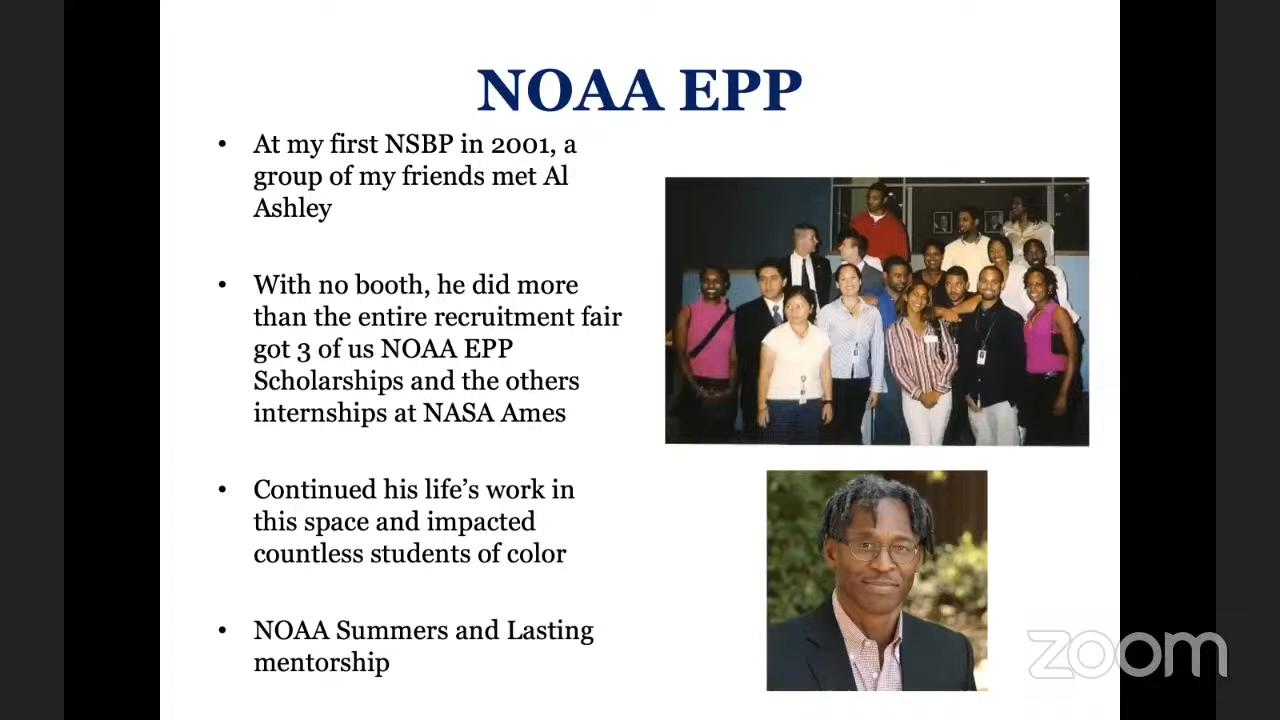 NOAA EPP
• At my first NSBP in 2001, a
group of my friends met Al
Ashley
• With no booth, he did more
than the entire recruitment fair
got 3 of us NOAA EPP
Scholarships and the others
internships at NASA Ames
• Continued his life's work in
this space and impacted
countless students of color
• NOAA Summers and Lasting
mentorship
zoom